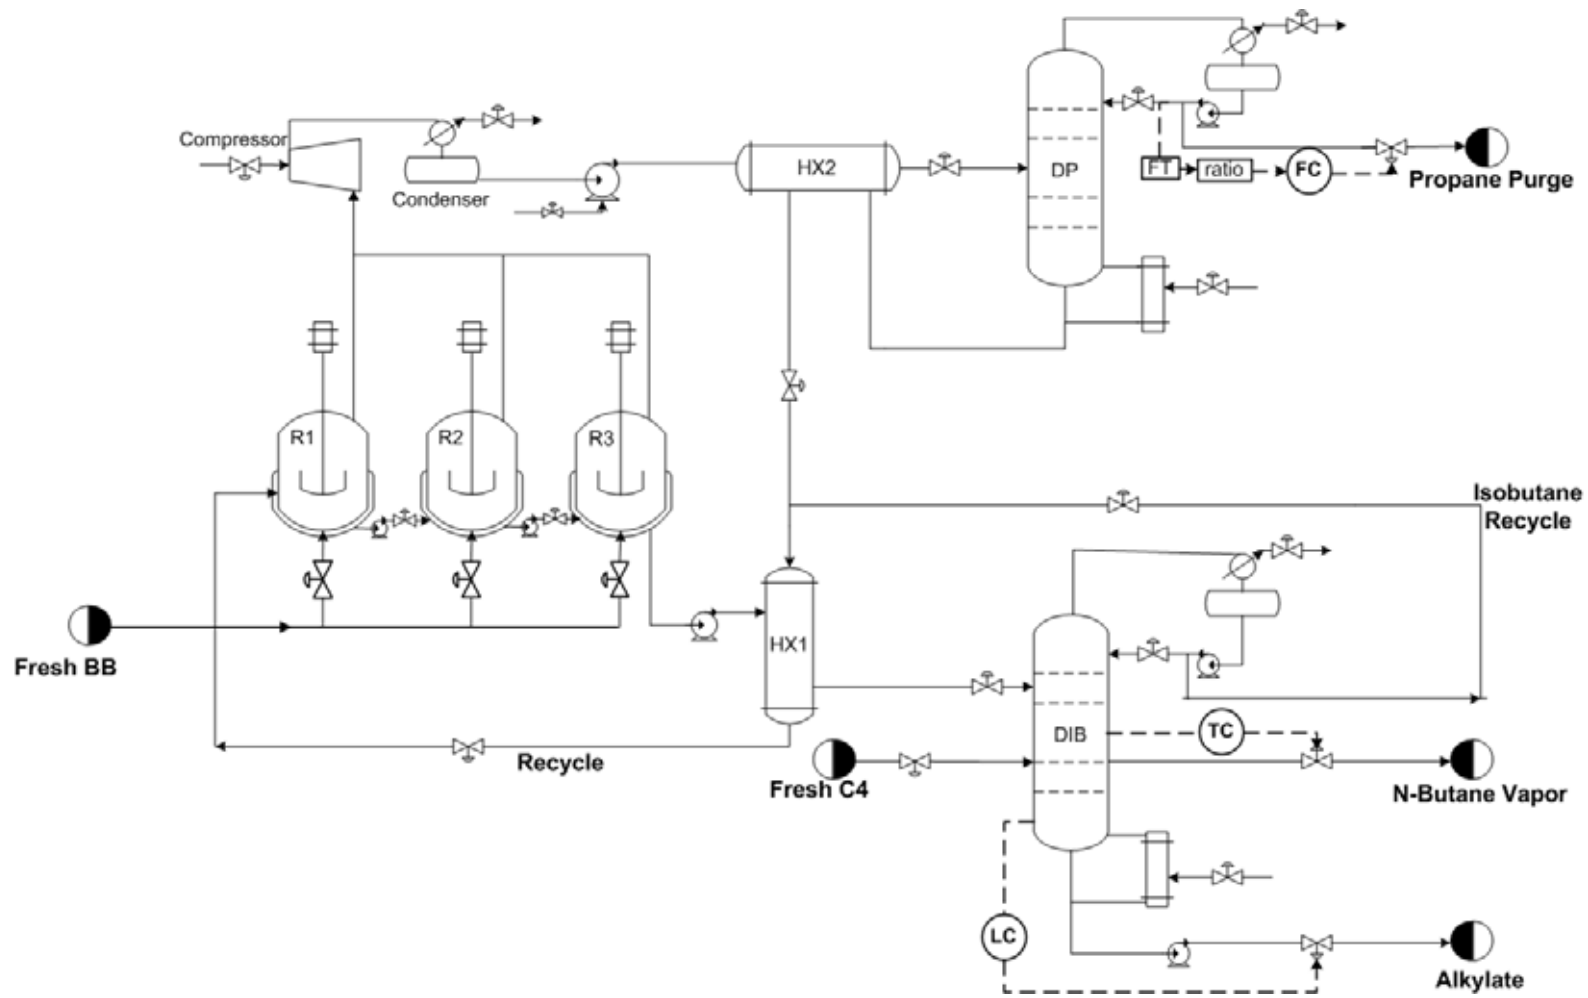 Compressor
Condenser
HX2
DP
FT
ratio
FC
Propane Purge
R1
R2
R3
Isobutane
Recycle
Fresh BB
HX1
Recycle
Fresh C4
DIB
TC
N-Butane Vapor
LC
Alkylate